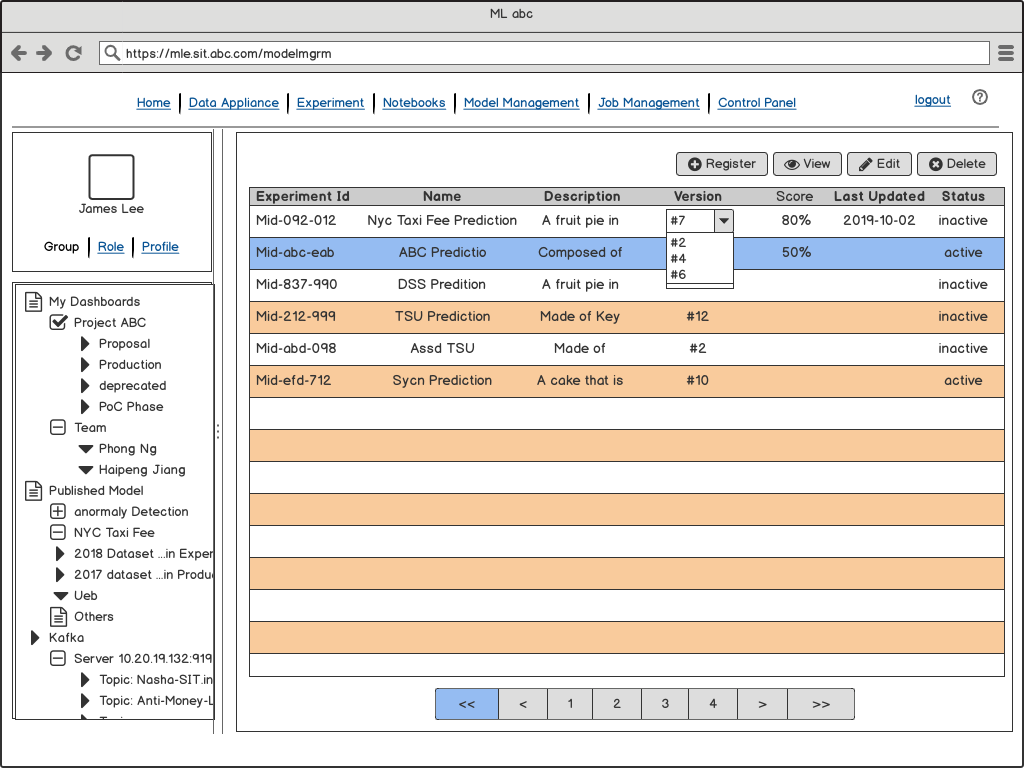 ML abc
https://mle.sit.abc.com/modelmgrm
Home Data Appliance Experiment Notebooks Model Management Job Management Control Panel logout ?
James Lee
Group Role Profile
My Dashboards
Project ABC
Proposal
Production
deprecated
PoC Phase
Team
Phong Ng
Haipeng Jiang
Published Model
anormaly Detection
NYC Taxi Fee
2018 Dataset ...in Exper
2017 dataset ...in Produ
Ueb
Others
Kafka
Server 10.20.19.132:919
Topic: Nasha-SIT.in
Topic: Anti-Money-L
Register View Edit Delete
Experiment Id Name Description Version Score Last Updated Status
Mid-092-012 Nyc Taxi Fee Prediction A fruit pie in #7 80% 2019-10-02 inactive
#2
#4
#6
Mid-abc-eab ABC Predictio Composed of 50% active
Mid-837-990 DSS Predition A fruit pie in inactive
Mid-212-999 TSU Prediction Made of Key #12 inactive
Mid-abd-098 Assd TSU Made of #2 inactive
Mid-efd-712 Sycn Prediction A cake that is #10 active
<< < 1 2 3 4 > >>